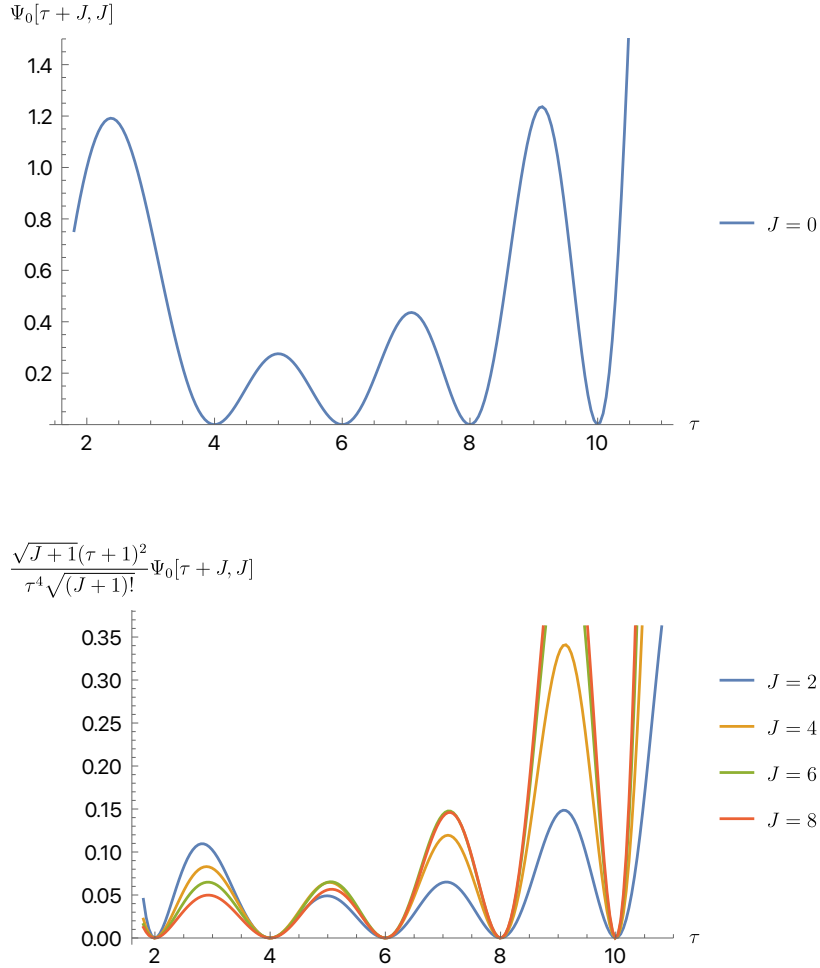 Ψ₀[τ + J, J]
1.4
1.2
1.0
0.8
0.6
0.4
0.2
2 4 6 8 10 τ
J = 0
√(J + 1)(τ + 1)² / τ⁴√((J + 1)!) Ψ₀[τ + J, J]
0.35
0.30
0.25
0.20
0.15
0.10
0.05
0.00
2 4 6 8 10 τ
J = 2
J = 4
J = 6
J = 8